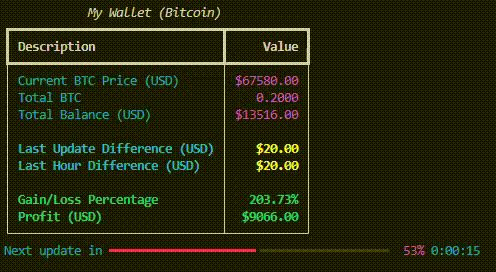 My Wallet (Bitcoin)
Description Value
Current BTC Price (USD) $67580.00
Total BTC 0.2000
Total Balance (USD) $13516.00
Last Update Difference (USD) $20.00
Last Hour Difference (USD) $20.00
Gain/Loss Percentage 203.73%
Profit (USD) $9066.00
Next update in 53% 0:00:15